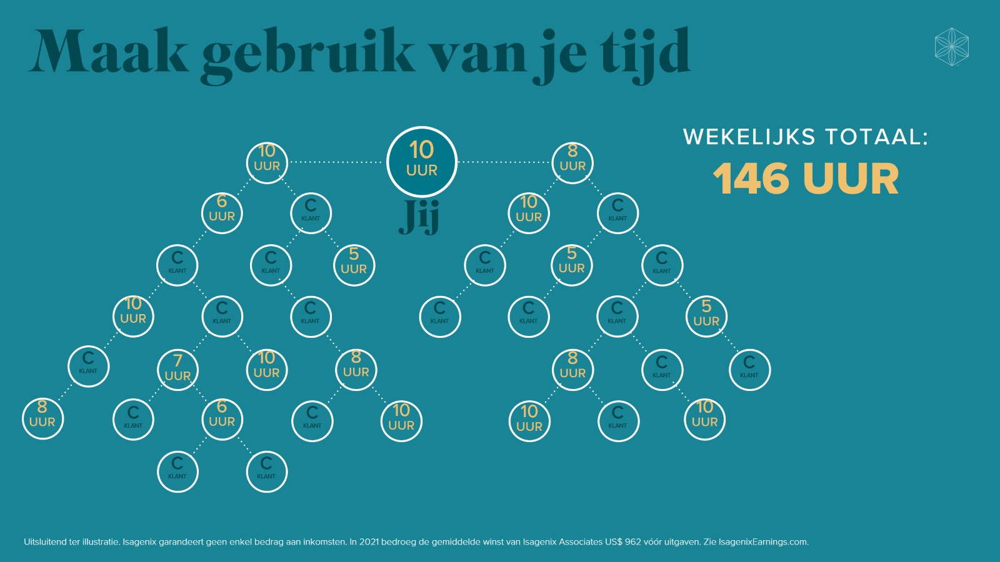 Maak gebruik van je tijd
WEKELIJKS TOTAAL:
146 UUR
10
UUR
10
UUR
8
UUR
Jij
6
UUR
C
KLANT
10
UUR
C
KLANT
C
KLANT
C
KLANT
5
UUR
C
KLANT
5
UUR
C
KLANT
10
UUR
C
KLANT
C
KLANT
C
KLANT
C
KLANT
C
KLANT
5
UUR
C
KLANT
7
UUR
10
UUR
8
UUR
8
UUR
C
KLANT
C
KLANT
8
UUR
C
KLANT
6
UUR
C
KLANT
10
UUR
10
UUR
C
KLANT
10
UUR
C
KLANT
C
KLANT
Uitsluitend ter illustratie. Isagenix garandeert geen enkel bedrag aan inkomsten. In 2021 bedroeg de gemiddelde winst van Isagenix Associates US$ 962 vóór uitgaven. Zie IsagenixEarnings.com.